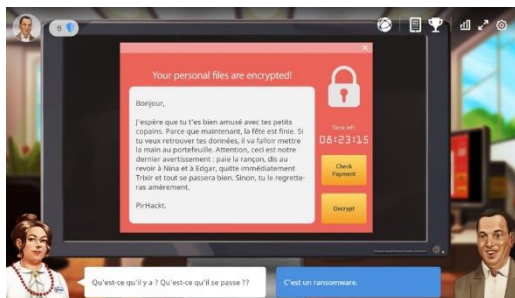 6
Your personal files are encrypted!
Bonjour,
J'espère que tu t'es bien amusé avec tes petits
copains. Parce que maintenant, la fête est finie. Si
tu veux retrouver tes données, il va falloir mettre
la main au portefeuille. Attention, ceci est notre
dernier avertissement : paie la rançon, dis au
revoir à Nina et à Edgar, quitte immédiatement
Trixir et tout se passera bien. Sinon, tu le regrette-
ras amèrement.
PirHackt.
Time left
08:23:15
Check
Payment
Decrypt
Qu'est-ce qu'il y a ? Qu'est-ce qu'il se passe ??
C'est un ransomware.